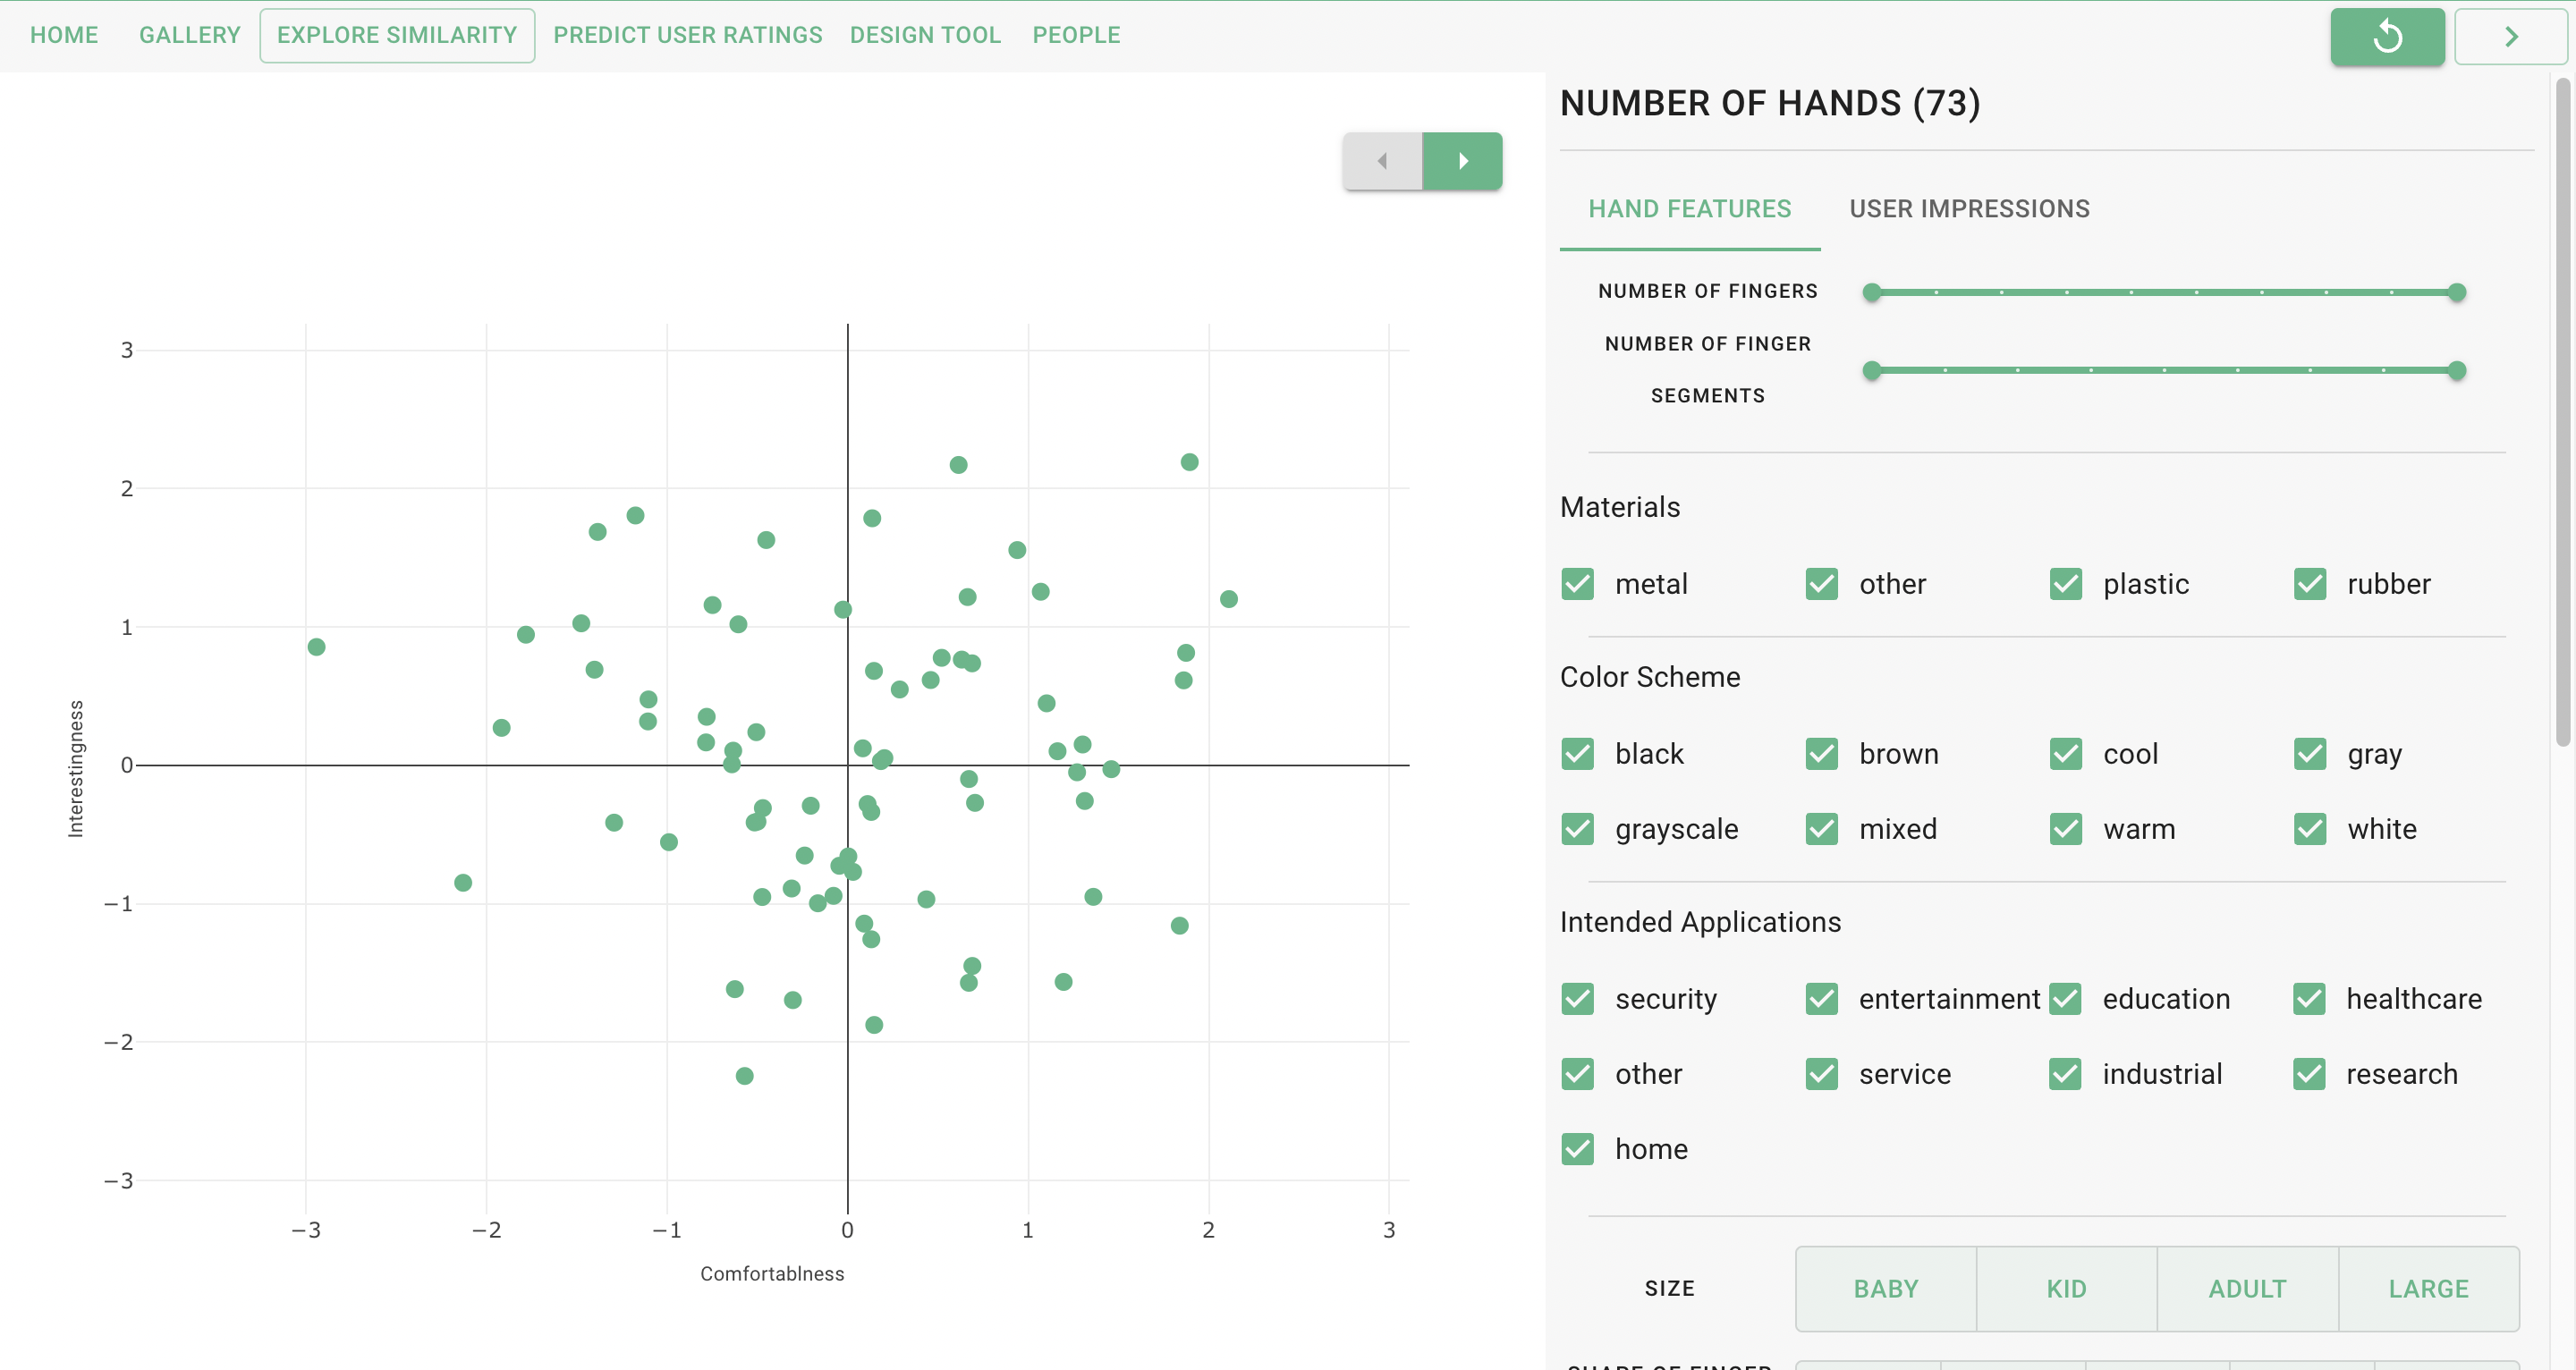 HOME GALLERY EXPLORE SIMILARITY PREDICT USER RATINGS DESIGN TOOL PEOPLE
NUMBER OF HANDS (73)
HAND FEATURES USER IMPRESSIONS
NUMBER OF FINGERS
NUMBER OF FINGER
SEGMENTS
Materials
metal other plastic rubber
Color Scheme
black brown cool gray
grayscale mixed warm white
Intended Applications
security entertainment education healthcare
other service industrial research
home
SIZE BABY KID ADULT LARGE
SHAPE OF FINGER
3
2
1
0
−1
−2
−3
Interestingness
−3 −2 −1 0 1 2 3
Comfortablness